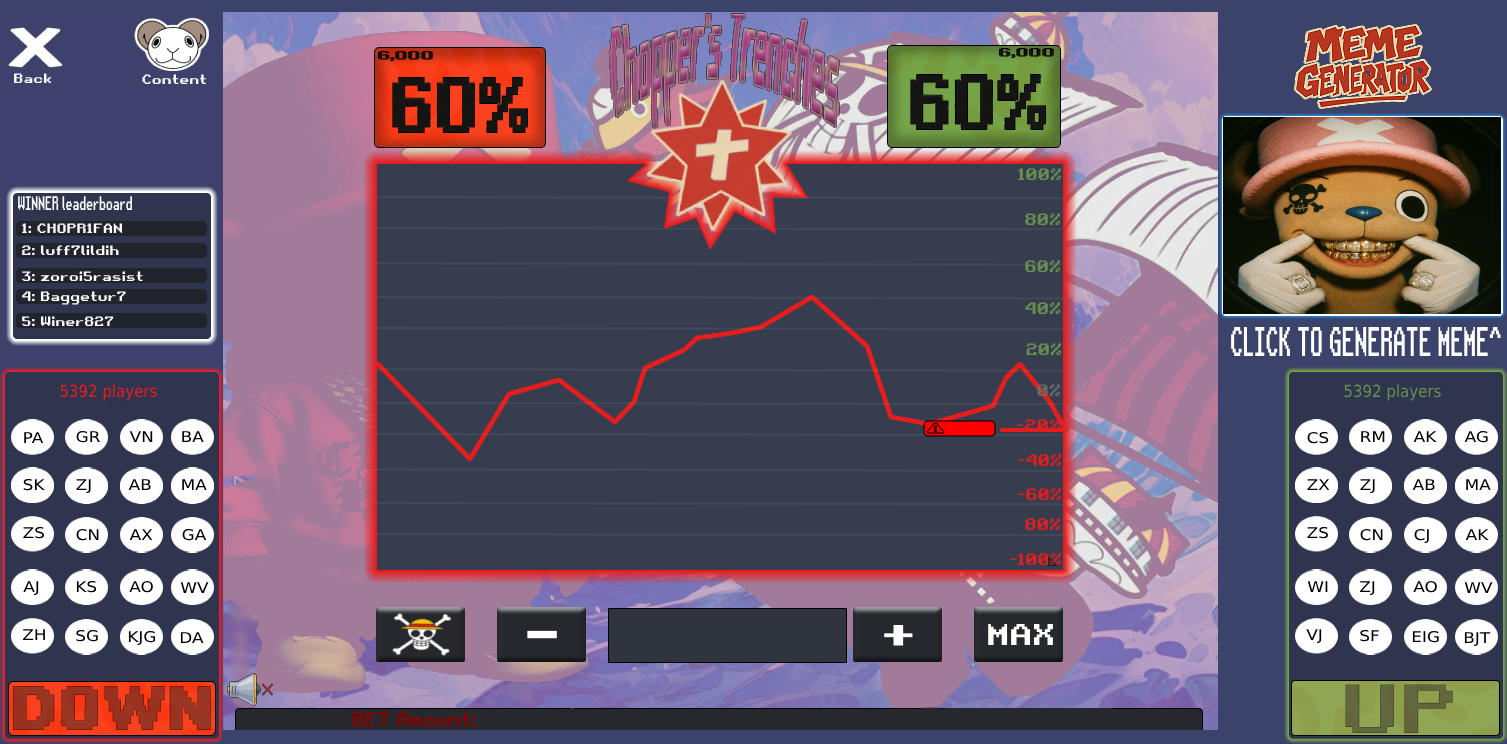 Back
Content
WINNER leaderboard
1: CHOPR1FAN
2: luff7lildih
3: zoroi5rasist
4: Baggetur7
5: Winer827
5392 players
PA GR VN BA
SK ZJ AB MA
ZS CN AX GA
AJ KS AO WV
ZH SG KJG DA
DOWN
Chopper's Trenches
6,000
60%
6,000
60%
100%
80%
60%
40%
20%
0%
-20%
-40%
-60%
80%
-100%
MAX
BET Amount:
MEME
GENERATOR
CLICK TO GENERATE MEME^
5392 players
CS RM AK AG
ZX ZJ AB MA
ZS CN CJ AK
WI ZJ AO WV
VJ SF EIG BJT
UP